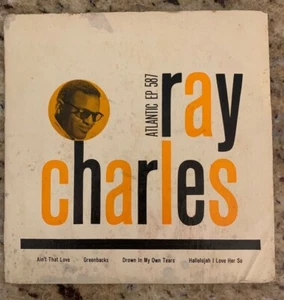 ATLANTIC EP 587
ray
charles
Ain't That Love Greenbacks Drown In My Own Tears Hallelujah I Love Her So